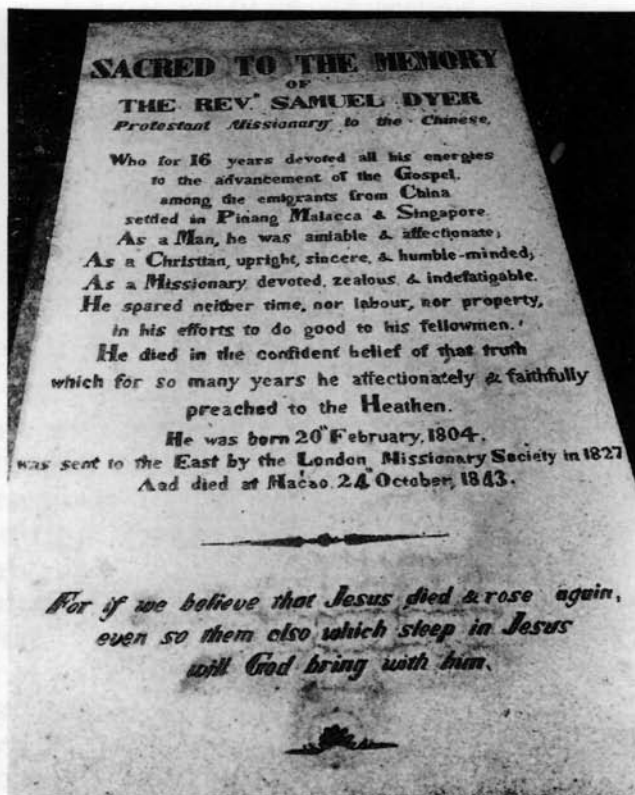 SACRED TO THE MEMORY
OF
THE REV.D SAMUEL DYER
Protestant Missionary to the Chinese,
Who for 16 years devoted all his energies
to the advancement of the Gospel,
among the emigrants from China
settled in Pinang Malacca & Singapore.
As a Man, he was amiable & affectionate;
As a Christian, upright, sincere, & humble-minded;
As a Missionary devoted, zealous & indefatigable.
He spared neither time, nor labour, nor property,
in his efforts to do good to his fellowmen.'
He died in the confident belief of that truth
which for so many years he affectionately & faithfully
preached to the Heathen.
He was born 20th February, 1804.
was sent to the East by the London Missionary Society in 1827
And died at Macao, 24th October, 1843.
For if we believe that Jesus died & rose again,
even so them also which sleep in Jesus
will God bring with him.